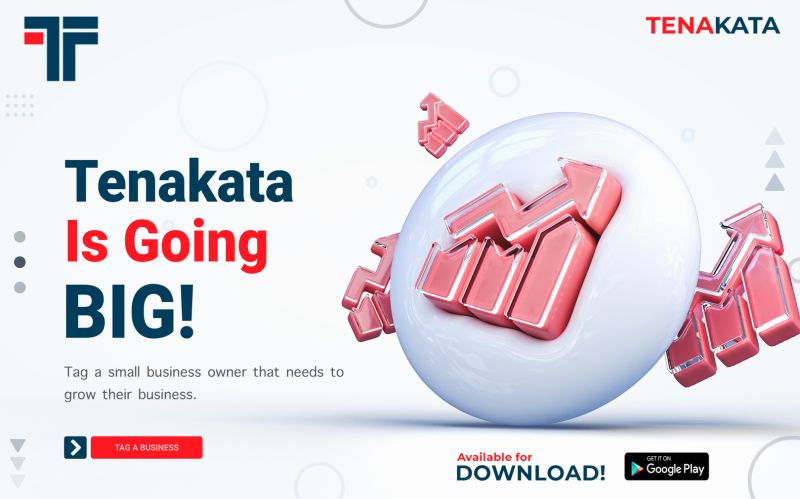 TENAKATA
Tenakata
Is Going
BIG!
Tag a small business owner that needs to
grow their business.
TAG A BUSINESS
Available for
DOWNLOAD!
GET IT ON
Google Play